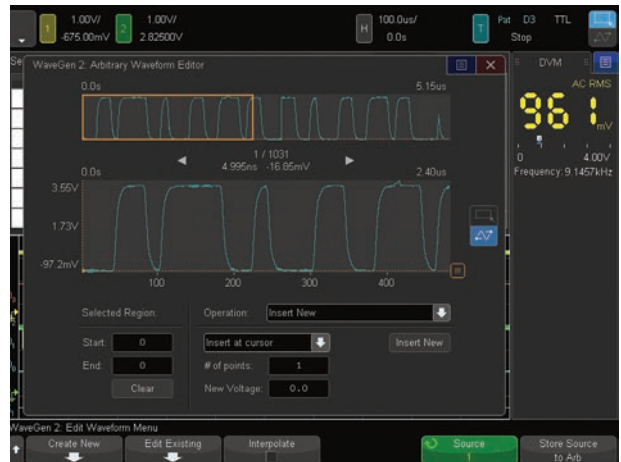 1 1.00V/ 2 1.00V/ H 100.0us/ T Pat D3 TTL
-675.00mV 2.82500V 0.0s Stop
WaveGen 2: Arbitrary Waveform Editor
DVM
0.0s 5.15us
AC RMS
961 mV
1 / 1031
4.995ns -16.85mV
0 4.00V
0.0s 2.40us
Frequency: 9.1457kHz
3.55V
1.73V
-97.2mV
100 200 300 400
Selected Region: Operation: Insert New
Start: 0 Insert at cursor Insert New
End: 0 # of points: 1
Clear New Voltage: 0.0
WaveGen 2: Edit Waveform Menu
Create New Edit Existing Interpolate Source Store Source
1 to Arb